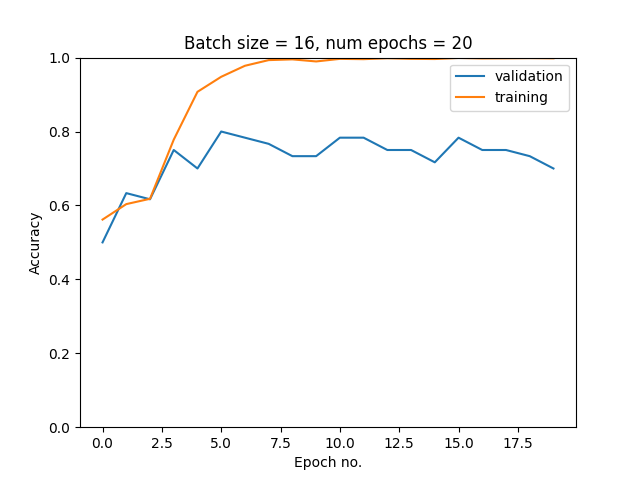 Batch size = 16, num epochs = 20
1.0
0.8
0.6
0.4
0.2
0.0
Accuracy
validation
training
0.0 2.5 5.0 7.5 10.0 12.5 15.0 17.5
Epoch no.